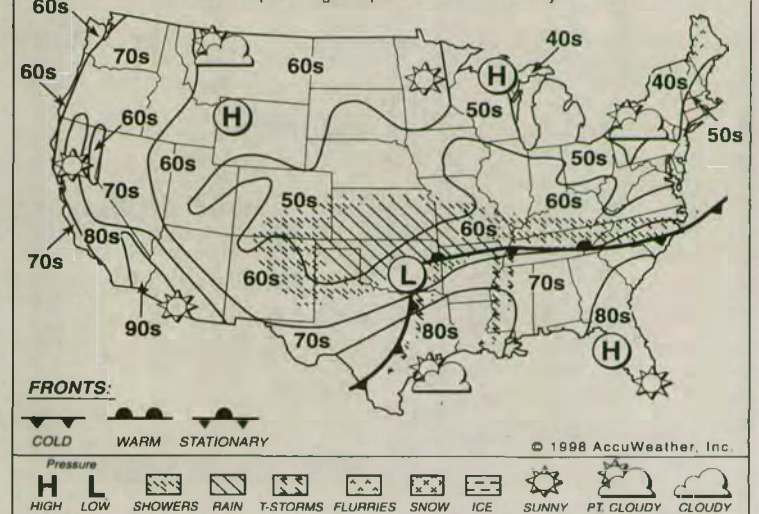 60s
40s
70s
60s
H
40s
60s
H
50s
60s
50s
60s
50s
70s
60s
50s
60s
80s
60s
L
70s
60s
70s
80s
90s
80s
H
70s
FRONTS:
COLD WARM STATIONARY
© 1998 AccuWeather, Inc.
Pressure
H L
HIGH LOW SHOWERS RAIN T-STORMS FLURRIES SNOW ICE SUNNY PT. CLOUDY CLOUDY